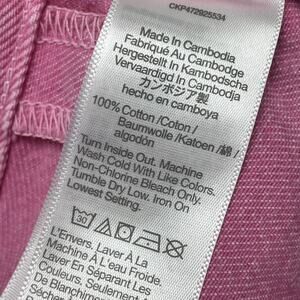 CKP472925534
Made In Cambodia
Fabriqué Au Cambodge
Hergestellt In Kambodscha
Vervaardigd In Cambodja
カンボジア製
hecho en camboya
100% Cotton /Coton /
Baumwolle /Katoen /綿 /
algodón
Turn Inside Out. Machine
Wash Cold With Like Colors.
Non-Chlorine Bleach Only.
Tumble Dry Low. Iron On
Lowest Setting.
30
L'Envers. Laver À La
Machine À L'eau Froide.
Laver En Séparant Les
Couleurs. Seulement